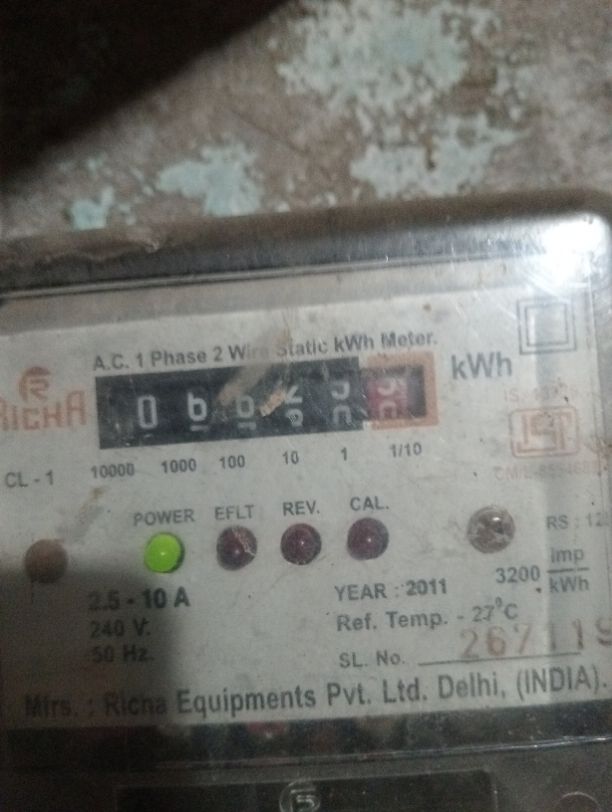 A.C. 1 Phase 2 Wire Static kWh Meter.
RICHA
0 6
kWh
10000 1000 100 10 1 1/10
CL - 1
POWER EFLT REV. CAL.
3200 imp/kWh
2.5 - 10 A
YEAR : 2011
240 V.
Ref. Temp. - 27°C
50 Hz.
SL. No.
Mfrs. : Richa Equipments Pvt. Ltd. Delhi, (INDIA).